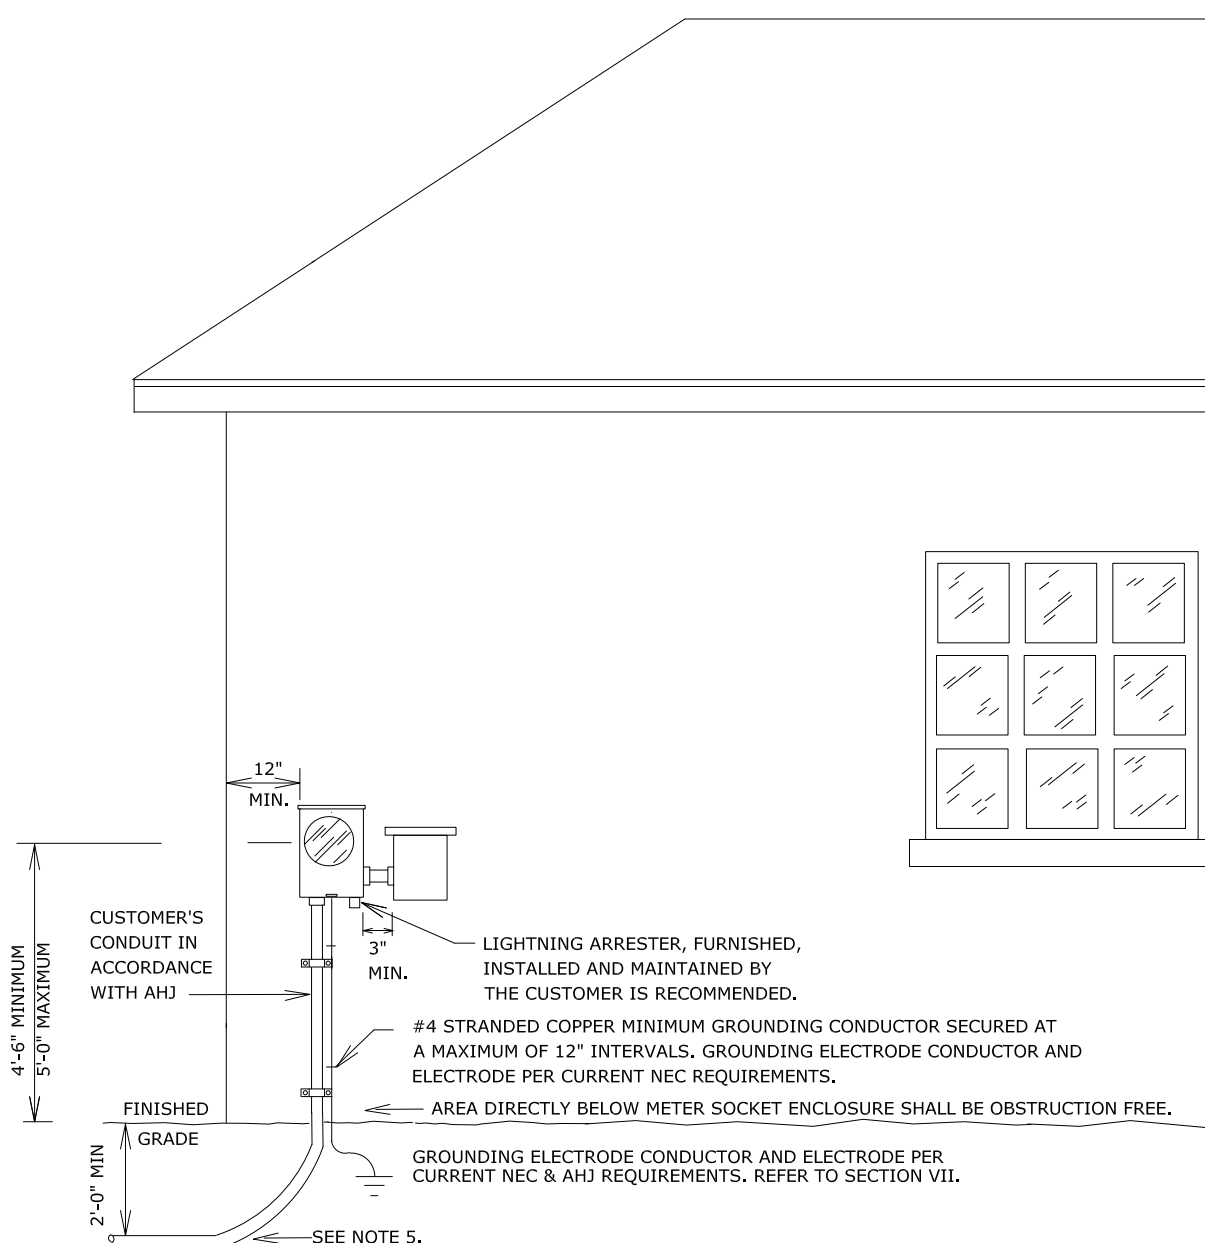 12"
MIN.
4'-6" MINIMUM
5'-0" MAXIMUM
CUSTOMER'S
CONDUIT IN
ACCORDANCE
WITH AHJ
3"
MIN.
LIGHTNING ARRESTER, FURNISHED,
INSTALLED AND MAINTAINED BY
THE CUSTOMER IS RECOMMENDED.
#4 STRANDED COPPER MINIMUM GROUNDING CONDUCTOR SECURED AT
A MAXIMUM OF 12" INTERVALS. GROUNDING ELECTRODE CONDUCTOR AND
ELECTRODE PER CURRENT NEC REQUIREMENTS.
AREA DIRECTLY BELOW METER SOCKET ENCLOSURE SHALL BE OBSTRUCTION FREE.
FINISHED
GRADE
2'-0" MIN
GROUNDING ELECTRODE CONDUCTOR AND ELECTRODE PER
CURRENT NEC & AHJ REQUIREMENTS. REFER TO SECTION VII.
SEE NOTE 5.